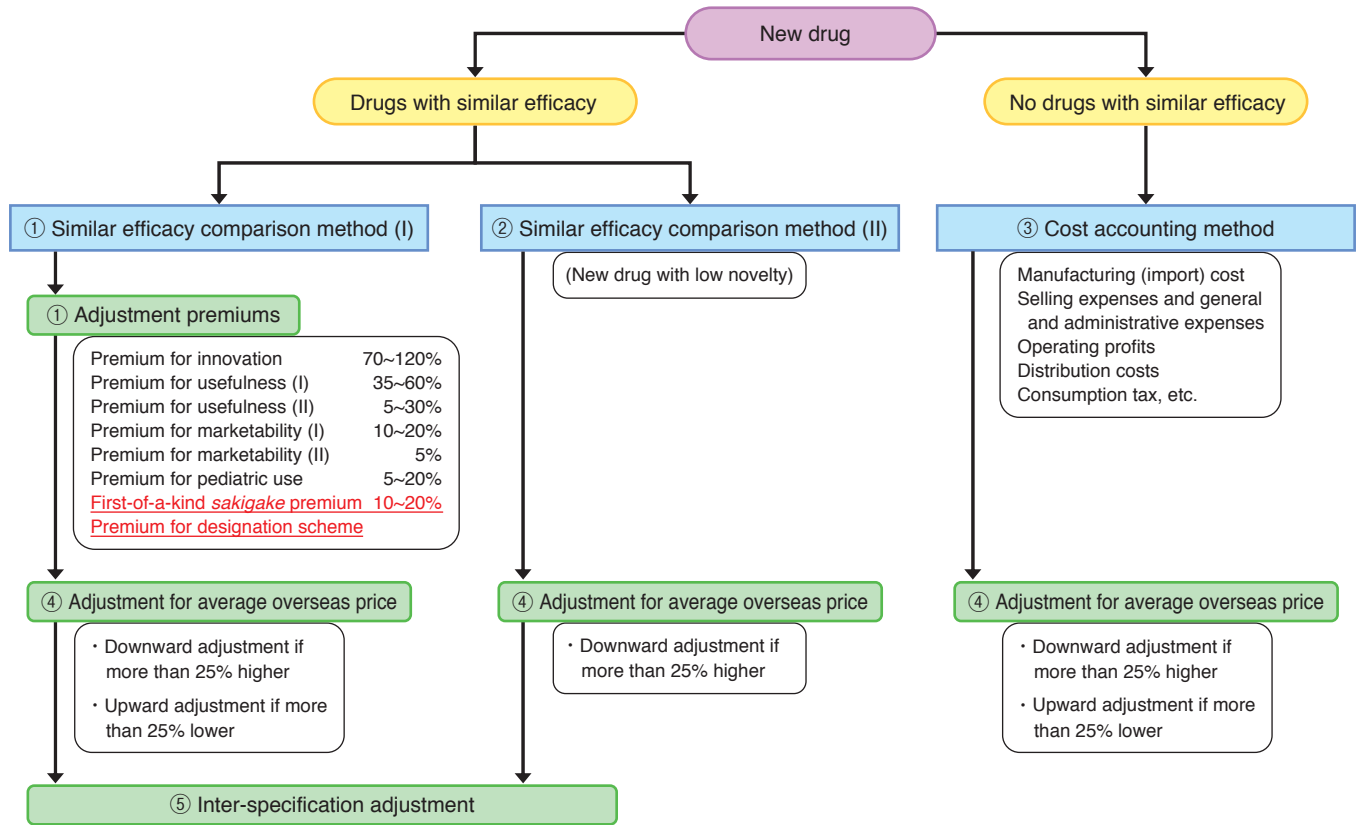 New drug
Drugs with similar efficacy
No drugs with similar efficacy
① Similar efficacy comparison method (I)
② Similar efficacy comparison method (II)
③ Cost accounting method
(New drug with low novelty)
Manufacturing (import) cost
Selling expenses and general
and administrative expenses
Operating profits
Distribution costs
Consumption tax, etc.
① Adjustment premiums
Premium for innovation 70~120%
Premium for usefulness (I) 35~60%
Premium for usefulness (II) 5~30%
Premium for marketability (I) 10~20%
Premium for marketability (II) 5%
Premium for pediatric use 5~20%
First-of-a-kind sakigake premium 10~20%
Premium for designation scheme
④ Adjustment for average overseas price
・Downward adjustment if
more than 25% higher
・Upward adjustment if more
than 25% lower
④ Adjustment for average overseas price
・Downward adjustment if
more than 25% higher
④ Adjustment for average overseas price
・Downward adjustment if
more than 25% higher
・Upward adjustment if more
than 25% lower
⑤ Inter-specification adjustment